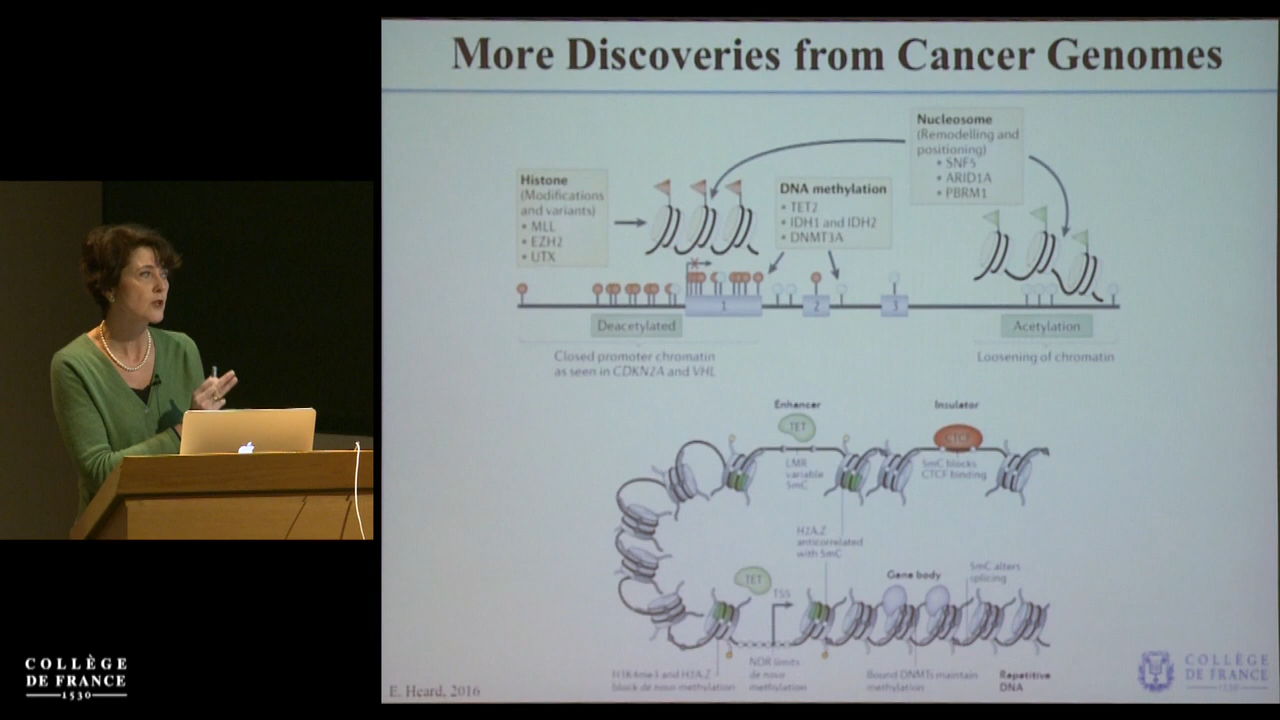 More Discoveries from Cancer Genomes
Nucleosome
(Remodelling and
positioning)
• SNF5
• ARID1A
• PBRM1
Histone
(Modifications
and variants)
• MLL
• EZH2
• UTX
DNA methylation
• TET2
• IDH1 and IDH2
• DNMT3A
1
2
3
Deacetylated
Acetylation
Closed promoter chromatin
as seen in CDKN2A and VHL
Loosening of chromatin
Enhancer
TET
LMR
variable
5mC
Insulator
CTCF
5mC blocks
CTCF binding
H2A.Z
anticorrelated
with 5mC
TET
TSS
Gene body
5mC alters
splicing
and H2A.Z
block de novo methylation
NDR limits
de novo
methylation
Bound DNMTs maintain
methylation
Repetitive
DNA
E. Heard, 2016
COLLÈGE
DE FRANCE
1530
COLLÈGE
DE FRANCE
1530